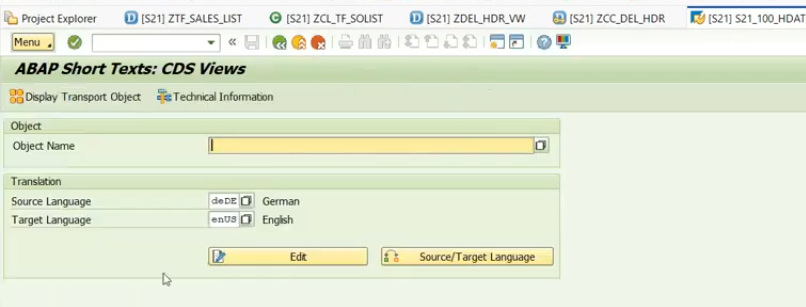 Project Explorer [S21] ZTF_SALES_LIST [S21] ZCL_TF_SOLIST [S21] ZDEL_HDR_VW [S21] ZCC_DEL_HDR [S21] S21_100_HDAT
Menu
ABAP Short Texts: CDS Views
Display Transport Object Technical Information
Object
Object Name
Translation
Source Language deDE German
Target Language enUS English
Edit Source/Target Language